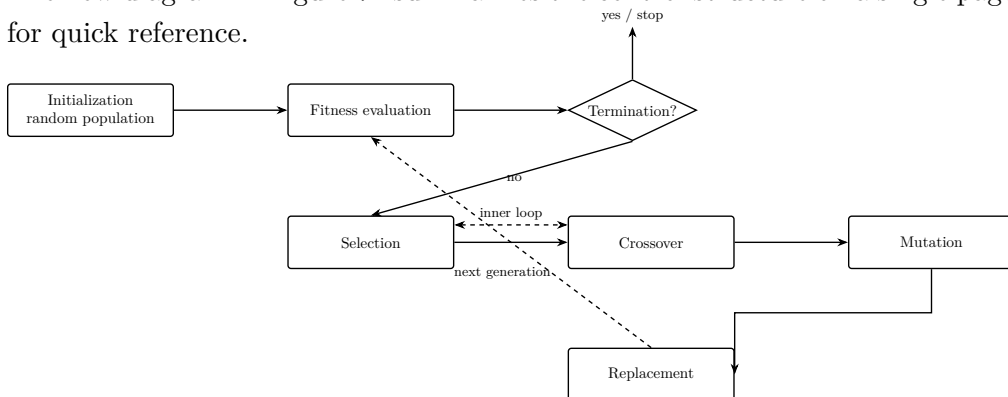 for quick reference.
yes / stop
Initialization
random population
Fitness evaluation
Termination?
no
inner loop
Selection
Crossover
Mutation
next generation
Replacement